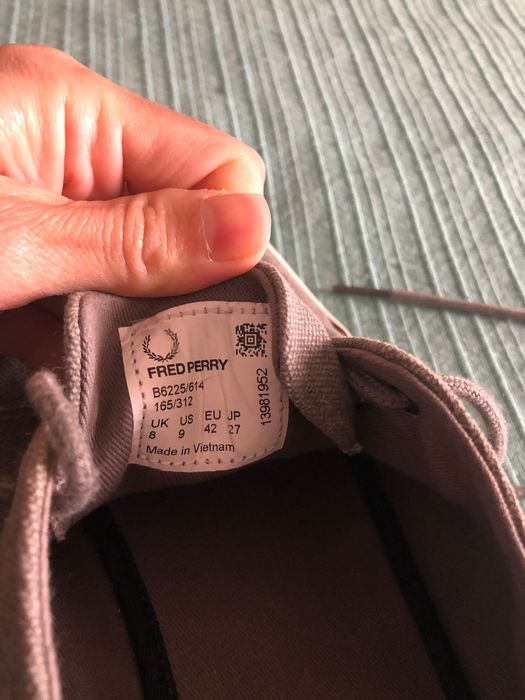 FRED PERRY
B6225/614
165/312
UK US EU JP
8 9 42 27
Made in Vietnam
13981952